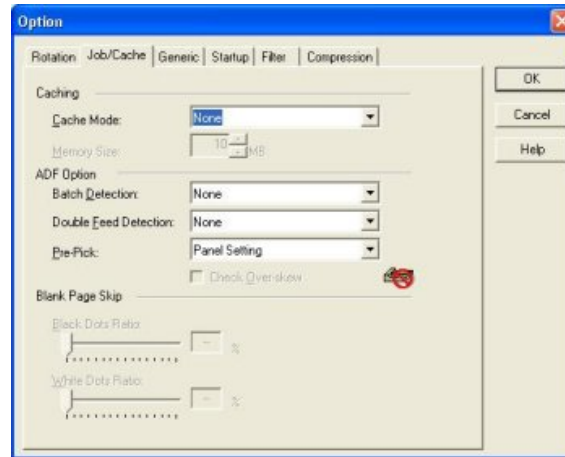 Option
Rotation Job/Cache Generic Startup Filter Compression
OK
Caching
Cache Mode: None
Cancel
Memory Size: 10 MB
Help
ADF Option
Batch Detection: None
Double Feed Detection: None
Pre-Pick: Panel Setting
Check Over-skew
Blank Page Skip
Black Dots Ratio:
-- %
White Dots Ratio:
-- %